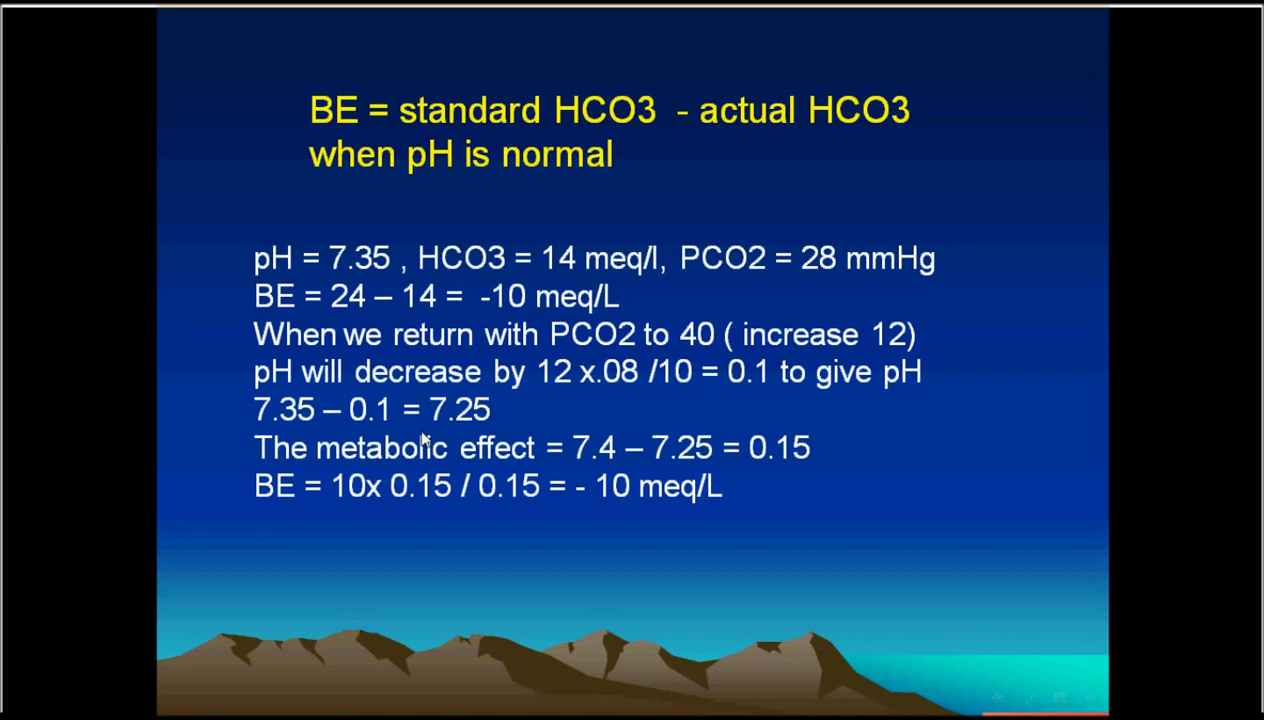 BE = standard HCO3 - actual HCO3
when pH is normal
pH = 7.35 , HCO3 = 14 meq/l, PCO2 = 28 mmHg
BE = 24 – 14 = -10 meq/L
When we return with PCO2 to 40 ( increase 12)
pH will decrease by 12 x.08 /10 = 0.1 to give pH
7.35 – 0.1 = 7.25
The metabolic effect = 7.4 – 7.25 = 0.15
BE = 10x 0.15 / 0.15 = - 10 meq/L